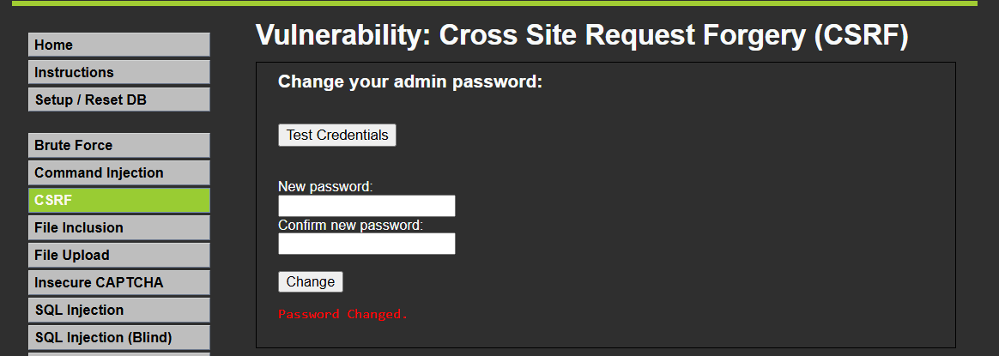 Home
Instructions
Setup / Reset DB
Brute Force
Command Injection
CSRF
File Inclusion
File Upload
Insecure CAPTCHA
SQL Injection
SQL Injection (Blind)
Vulnerability: Cross Site Request Forgery (CSRF)
Change your admin password:
Test Credentials
New password:
Confirm new password:
Change
Password Changed.